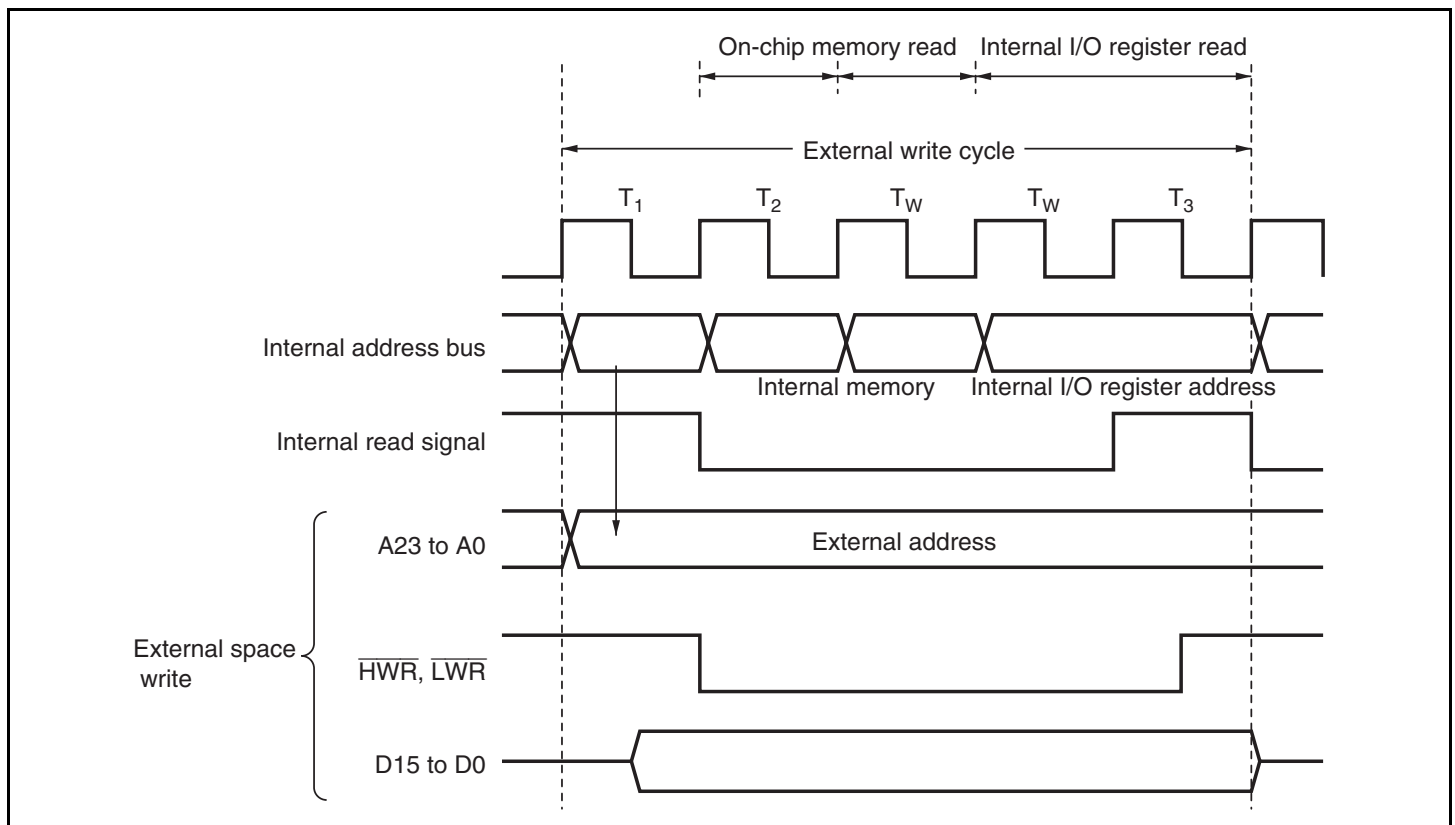 On-chip memory read Internal I/O register read
External write cycle
T1 T2 TW TW T3
Internal address bus
Internal memory Internal I/O register address
Internal read signal
A23 to A0 External address
External space
write
HWR, LWR
D15 to D0